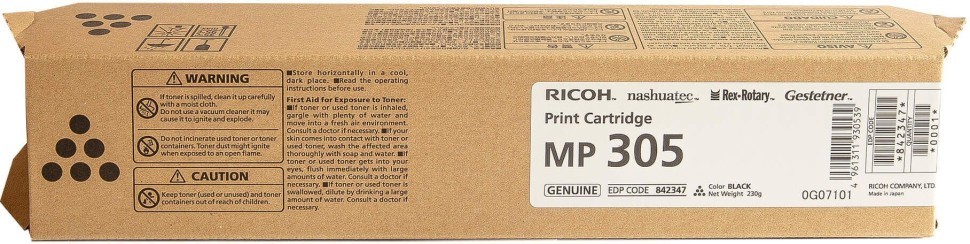 WARNING
If toner is spilled, clean it up carefully
with a moist cloth.
Do not use a vacuum cleaner it may
cause it to ignite and explode.
Do not incinerate used toner or toner
containers. Toner dust might ignite
when exposed to an open flame.
CAUTION
Keep toner (used or unused) and toner
containers out of reach of children.
■Store horizontally in a cool,
dark place. ■Read the operating
instructions before use.
First Aid for Exposure to Toner:
■If toner or used toner is inhaled,
gargle with plenty of water and
move into a fresh air environment.
Consult a doctor if necessary. ■If your
skin comes into contact with toner or
used toner, wash the affected area
thoroughly with soap and water. ■If
toner or used toner gets into your
eyes, flush immediately with large
amounts of water. Consult a doctor if
necessary. ■If toner or used toner is
swallowed, dilute by drinking a large
amount of water. Consult a doctor if
necessary.
RICOH nashuatec Rex-Rotary Gestetner
Print Cartridge
MP 305
GENUINE EDP CODE 842347
Color BLACK
Net Weight 230g
4 961311 930539
0G07101
EDP CODE
*842347*
QUANTITY
*0001*
RICOH COMPANY, LTD.
Made in Japan
CUIDADO
AVISO